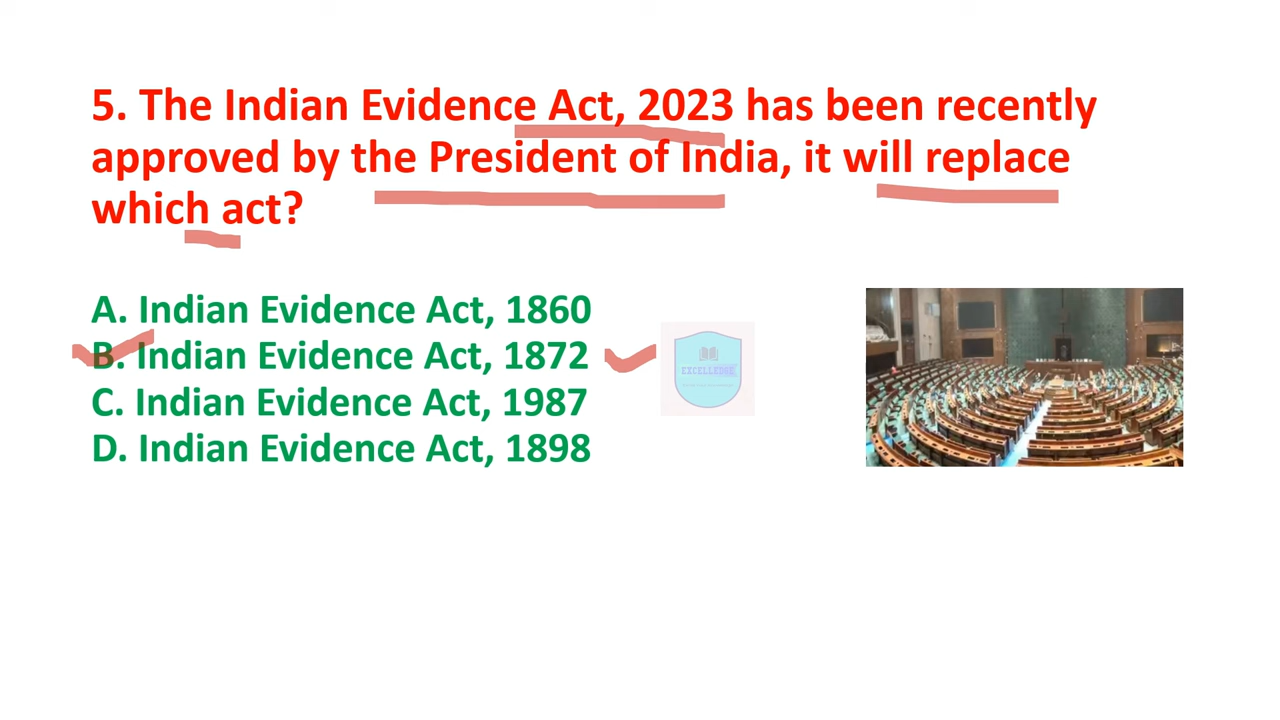 5. The Indian Evidence Act, 2023 has been recently
approved by the President of India, it will replace
which act?
A. Indian Evidence Act, 1860
B. Indian Evidence Act, 1872
C. Indian Evidence Act, 1987
D. Indian Evidence Act, 1898